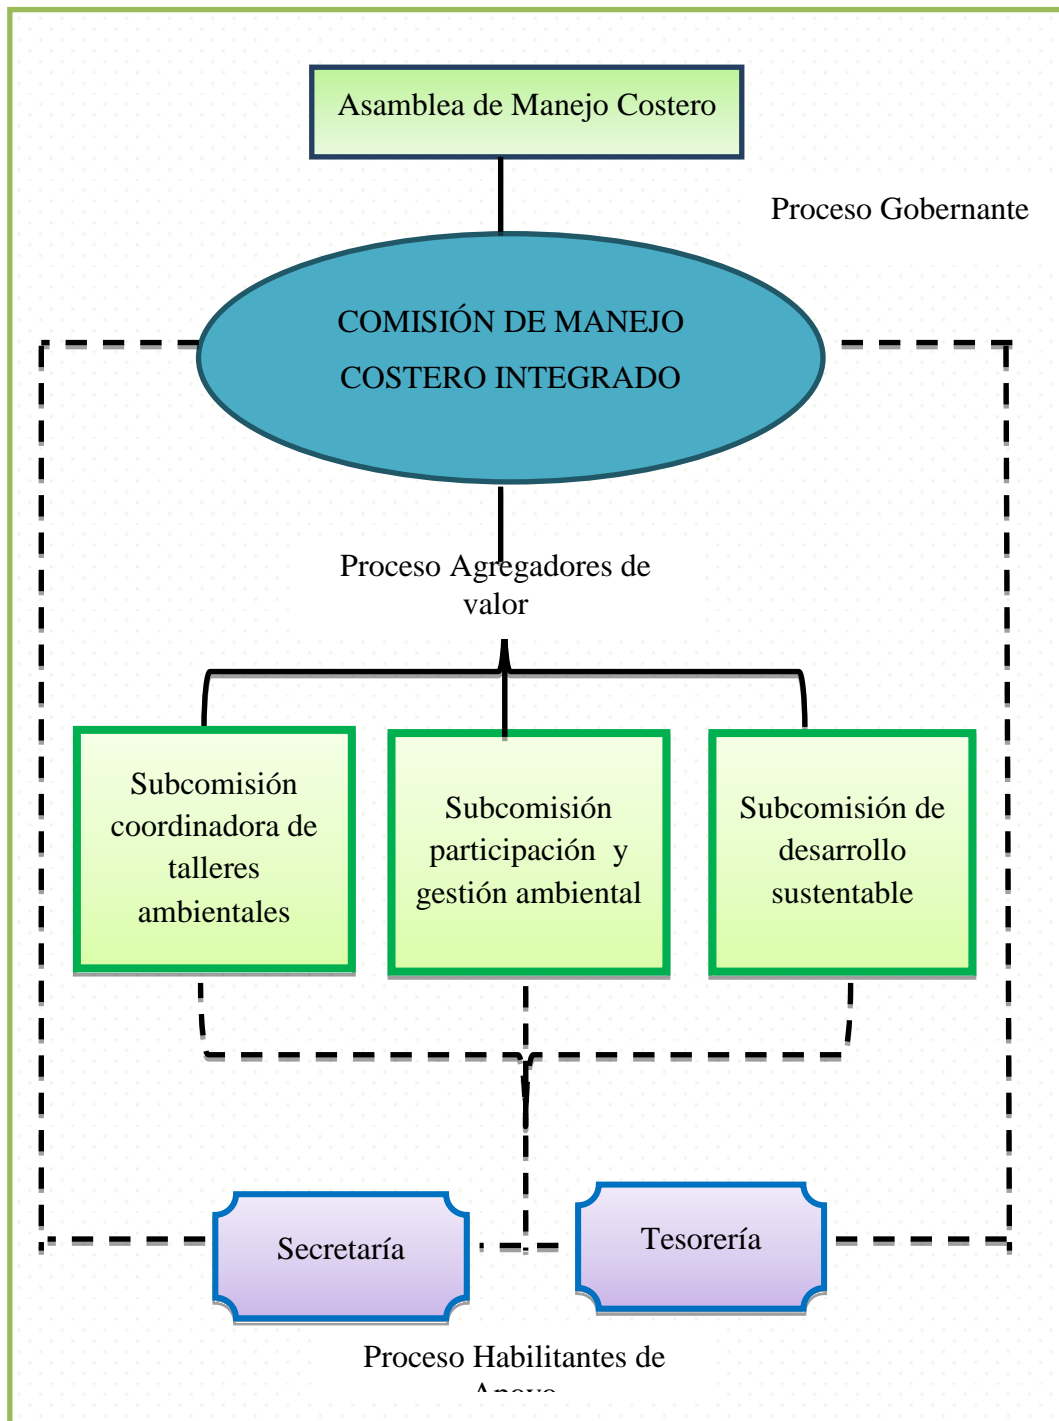 Asamblea de Manejo Costero
Proceso Gobernante
COMISIÓN DE MANEJO
COSTERO INTEGRADO
Proceso Agregadores de
valor
Subcomisión
coordinadora de
talleres
ambientales
Subcomisión
participación y
gestión ambiental
Subcomisión de
desarrollo
sustentable
Secretaría
Tesorería
Proceso Habilitantes de